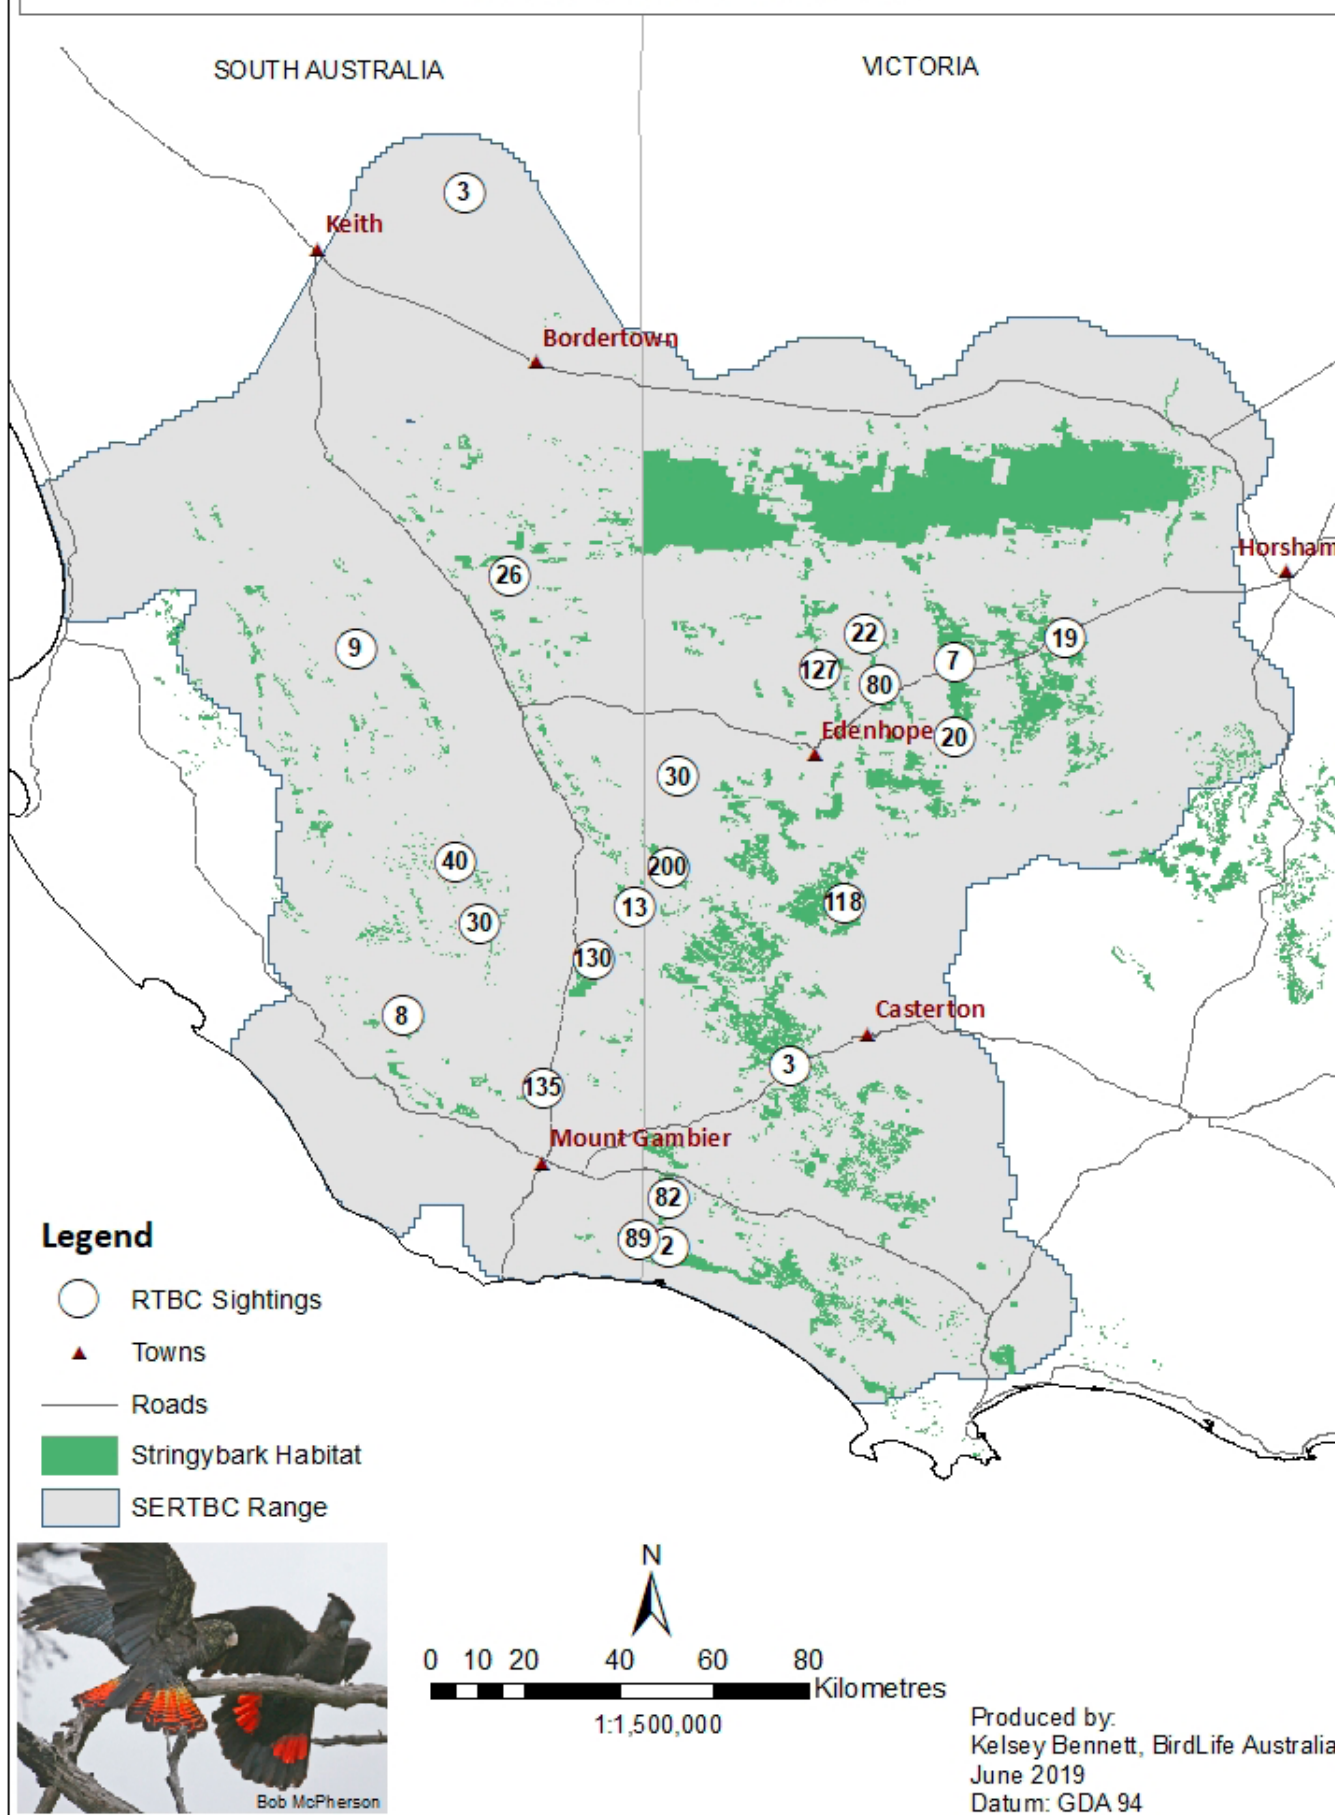 SOUTH AUSTRALIA
VICTORIA
3
Keith
Bordertown
Horsham
26
22
19
9
127
7
80
Edenhope
20
30
40
200
118
13
30
130
8
Casterton
3
135
Mount Gambier
82
89
2
Legend
RTBC Sightings
Towns
Roads
Stringybark Habitat
SERTBC Range
N
0 10 20 40 60 80
Kilometres
1:1,500,000
Bob McPherson
Produced by:
Kelsey Bennett, BirdLife Australia
June 2019
Datum: GDA 94